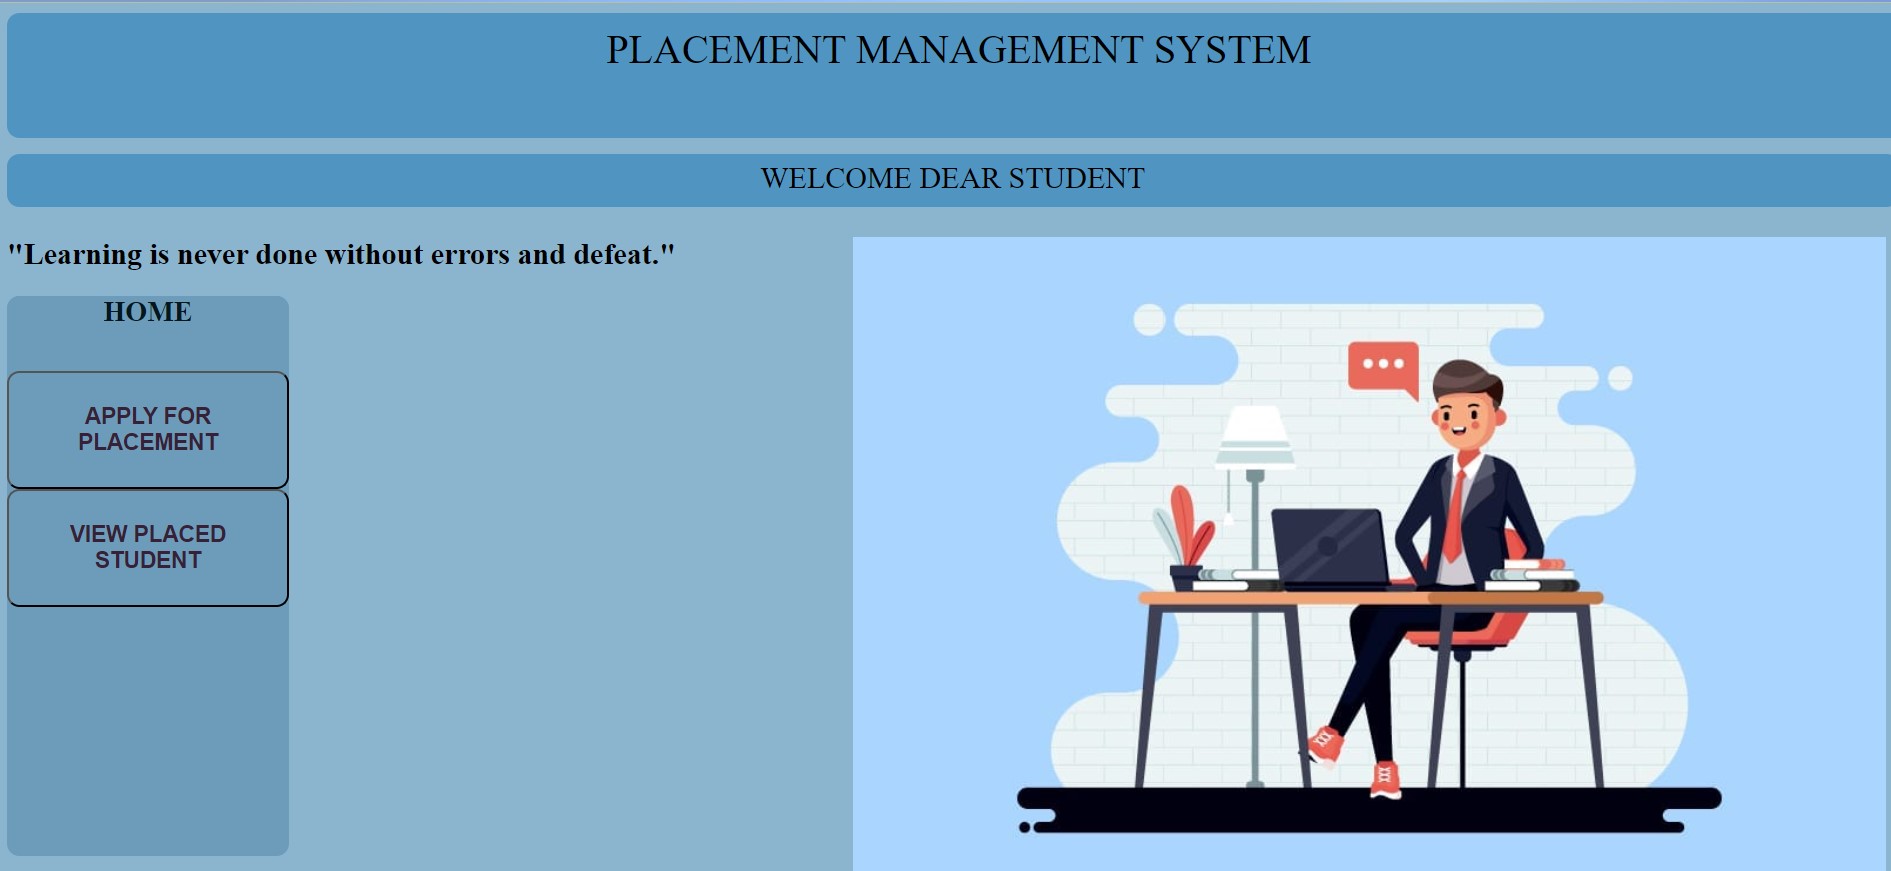 PLACEMENT MANAGEMENT SYSTEM
WELCOME DEAR STUDENT
"Learning is never done without errors and defeat."
HOME
APPLY FOR
PLACEMENT
VIEW PLACED
STUDENT